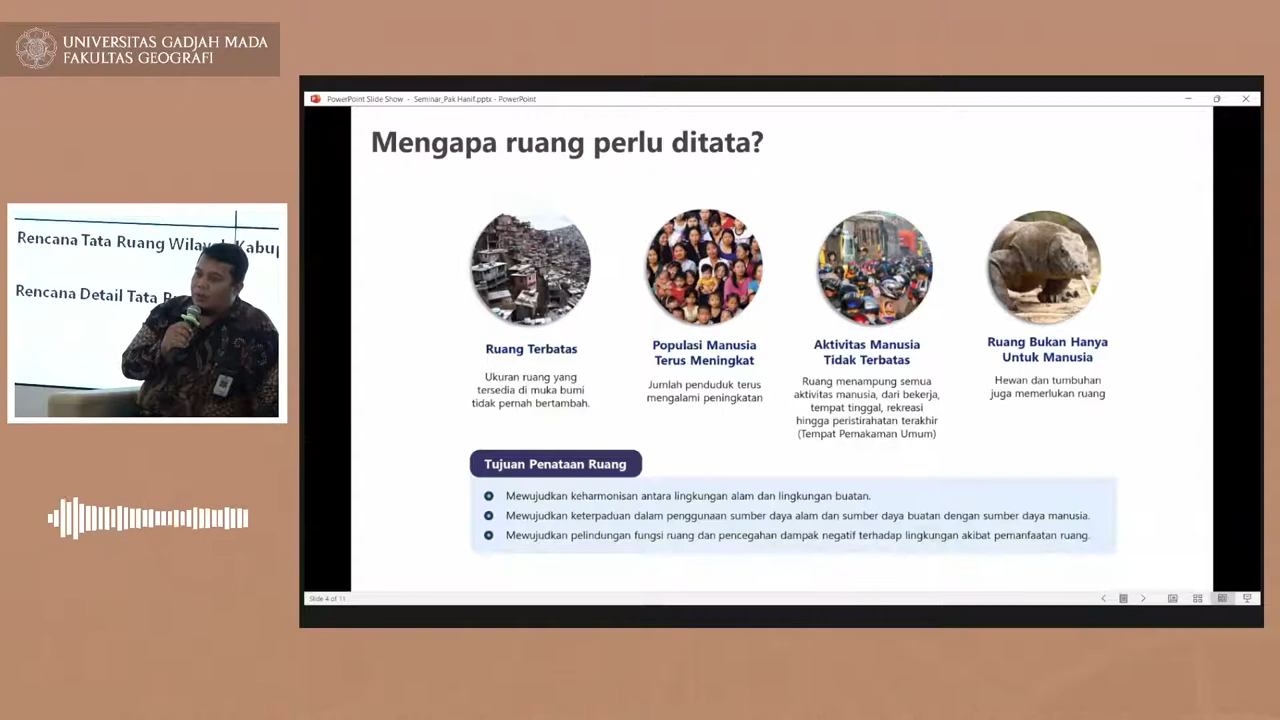 UNIVERSITAS GADJAH MADA
FAKULTAS GEOGRAFI
PowerPoint Slide Show - Seminar_Pak Hanif.pptx - PowerPoint
Mengapa ruang perlu ditata?
Rencana Tata Ruang Wilayah Kabup
Rencana Detail Tata
Ruang Terbatas
Ukuran ruang yang
tersedia di muka bumi
tidak pernah bertambah.
Populasi Manusia
Terus Meningkat
Jumlah penduduk terus
mengalami peningkatan
Aktivitas Manusia
Tidak Terbatas
Ruang menampung semua
aktivitas manusia, dari bekerja,
tempat tinggal, rekreasi
hingga peristirahatan terakhir
(Tempat Pemakaman Umum)
Ruang Bukan Hanya
Untuk Manusia
Hewan dan tumbuhan
juga memerlukan ruang
Tujuan Penataan Ruang
Mewujudkan keharmonisan antara lingkungan alam dan lingkungan buatan.
Mewujudkan keterpaduan dalam penggunaan sumber daya alam dan sumber daya buatan dengan sumber daya manusia.
Mewujudkan pelindungan fungsi ruang dan pencegahan dampak negatif terhadap lingkungan akibat pemanfaatan ruang.
Slide 4 of 11